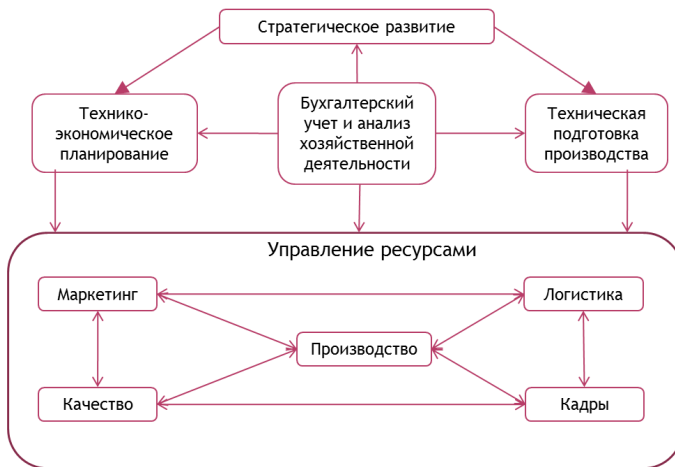 Стратегическое развитие
Технико-
экономическое
планирование
Бухгалтерский
учет и анализ
хозяйственной
деятельности
Техническая
подготовка
производства
Управление ресурсами
Маркетинг
Логистика
Производство
Качество
Кадры